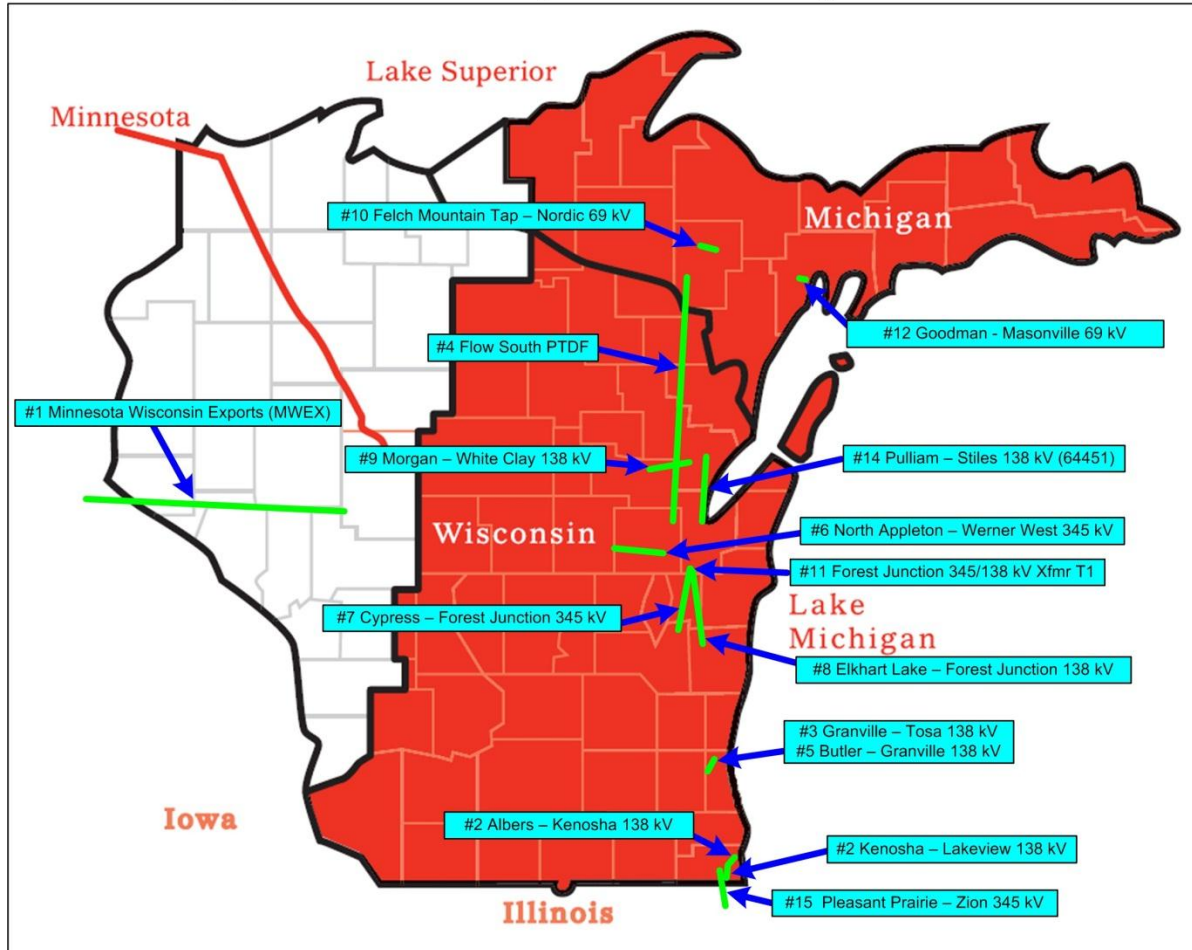 Lake Superior
Minnesota
#10 Felch Mountain Tap – Nordic 69 kV
Michigan
#12 Goodman - Masonville 69 kV
#4 Flow South PTDF
#1 Minnesota Wisconsin Exports (MWEX)
#9 Morgan – White Clay 138 kV
#14 Pulliam – Stiles 138 kV (64451)
Wisconsin
#6 North Appleton – Werner West 345 kV
#11 Forest Junction 345/138 kV Xfmr T1
#7 Cypress – Forest Junction 345 kV
Lake
Michigan
#8 Elkhart Lake – Forest Junction 138 kV
#3 Granville – Tosa 138 kV
#5 Butler – Granville 138 kV
Iowa
#2 Albers – Kenosha 138 kV
#2 Kenosha – Lakeview 138 kV
#15 Pleasant Prairie – Zion 345 kV
Illinois